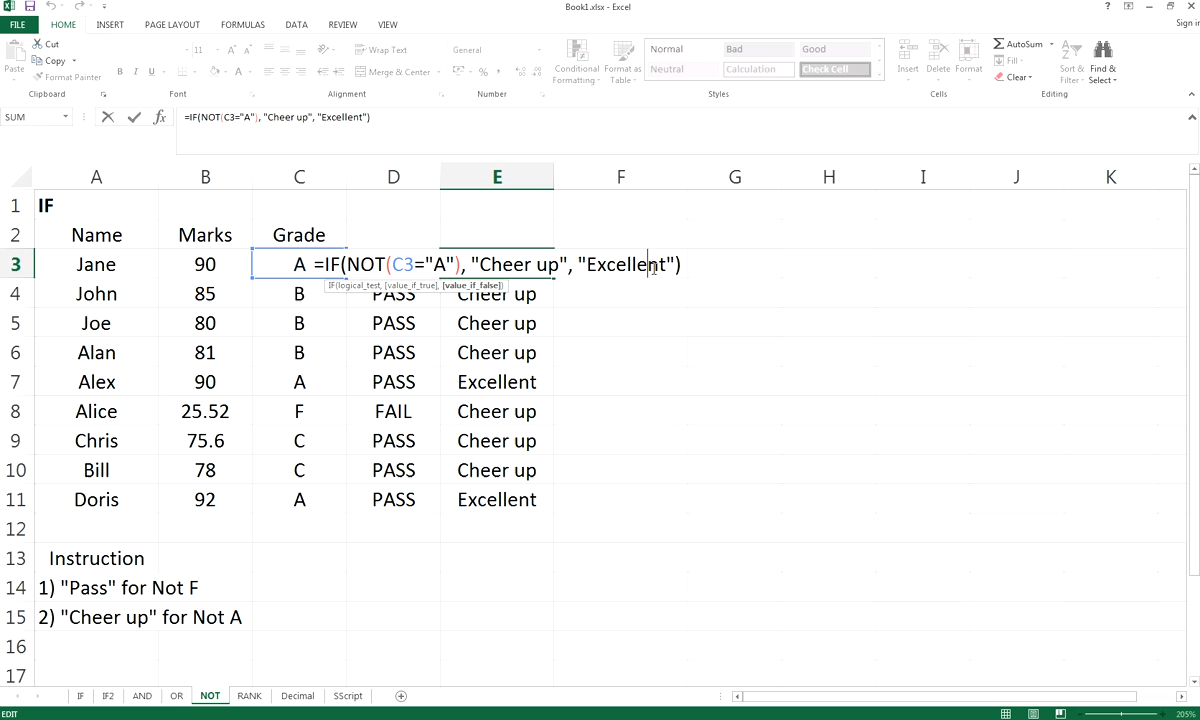 Book1.xlsx - Excel
?
Sign in
FILE HOME INSERT PAGE LAYOUT FORMULAS DATA REVIEW VIEW
Paste
Cut
Copy
Format Painter
Clipboard
11
A A
B I U
A
Font
Wrap Text
Merge & Center
Alignment
General
%
Number
Conditional Formatting
Format as Table
Normal Bad Good
Neutral Calculation Check Cell
Styles
Insert Delete Format
Cells
AutoSum
Fill
Clear
Sort & Filter
Find & Select
Editing
SUM fx =IF(NOT(C3="A"), "Cheer up", "Excellent")
A B C D E F G H I J K
1 IF
2 Name Marks Grade
3 Jane 90 A =IF(NOT(C3="A"), "Cheer up", "Excellent")
IF(logical_test, [value_if_true], [value_if_false])
4 John 85 B PASS Cheer up
5 Joe 80 B PASS Cheer up
6 Alan 81 B PASS Cheer up
7 Alex 90 A PASS Excellent
8 Alice 25.52 F FAIL Cheer up
9 Chris 75.6 C PASS Cheer up
10 Bill 78 C PASS Cheer up
11 Doris 92 A PASS Excellent
12
13 Instruction
14 1) "Pass" for Not F
15 2) "Cheer up" for Not A
16
17
IF IF2 AND OR NOT RANK Decimal SScript
EDIT
205%